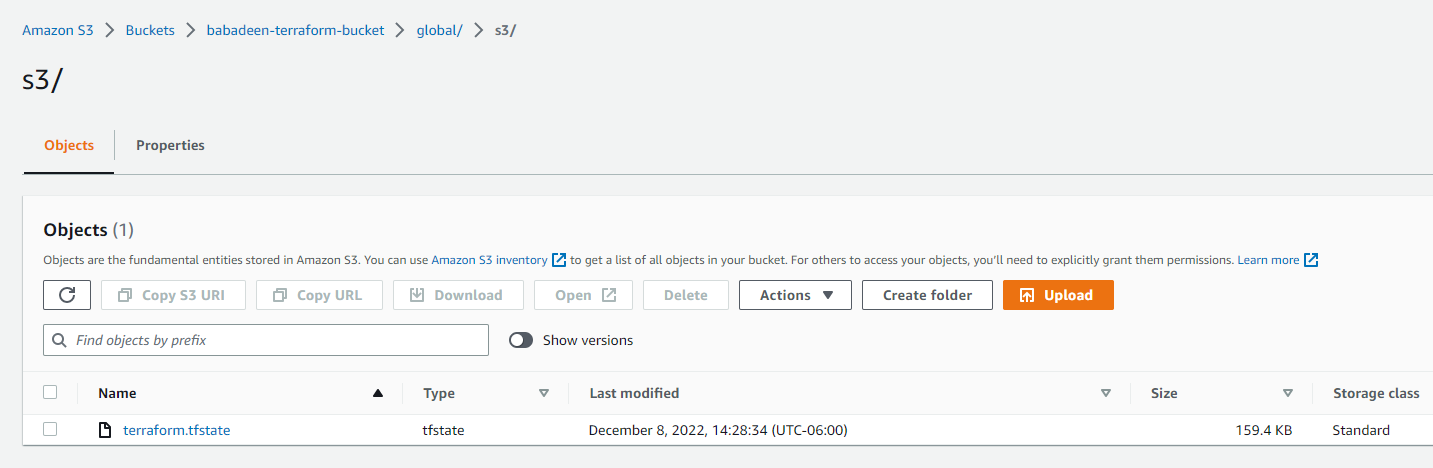 Amazon S3 > Buckets > babadeen-terraform-bucket > global/ > s3/
s3/
Objects Properties
Objects (1)
Objects are the fundamental entities stored in Amazon S3. You can use Amazon S3 inventory to get a list of all objects in your bucket. For others to access your objects, you'll need to explicitly grant them permissions. Learn more
Copy S3 URI Copy URL Download Open Delete Actions Create folder Upload
Find objects by prefix Show versions
Name Type Last modified Size Storage class
terraform.tfstate tfstate December 8, 2022, 14:28:34 (UTC-06:00) 159.4 KB Standard